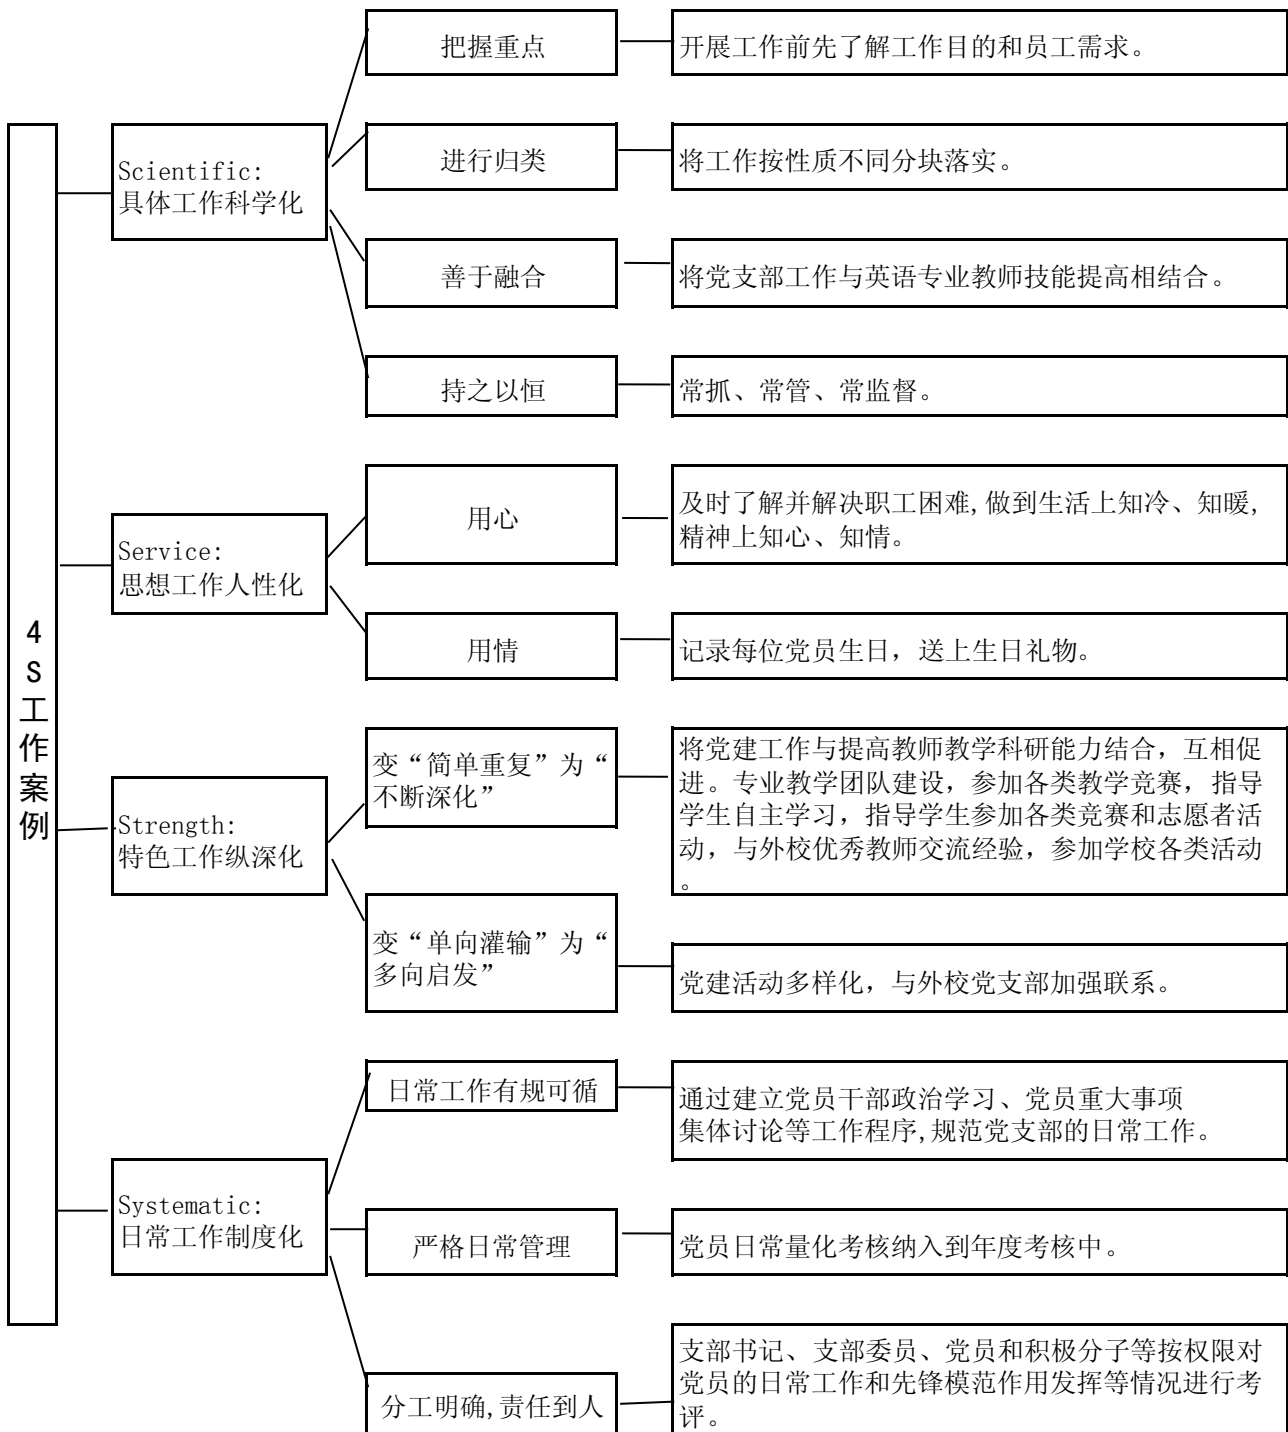 4
S
工
作
案
例
Scientific:
具体工作科学化
把握重点
开展工作前先了解工作目的和员工需求。
进行归类
将工作按性质不同分块落实。
善于融合
将党支部工作与英语专业教师技能提高相结合。
持之以恒
常抓、常管、常监督。
Service:
思想工作人性化
用心
及时了解并解决职工困难,做到生活上知冷、知暖,
精神上知心、知情。
用情
记录每位党员生日，送上生日礼物。
Strength:
特色工作纵深化
变“简单重复”为“
不断深化”
将党建工作与提高教师教学科研能力结合，互相促
进。专业教学团队建设，参加各类教学竞赛，指导
学生自主学习，指导学生参加各类竞赛和志愿者活
动，与外校优秀教师交流经验，参加学校各类活动
。
变“单向灌输”为“
多向启发”
党建活动多样化，与外校党支部加强联系。
Systematic:
日常工作制度化
日常工作有规可循
通过建立党员干部政治学习、党员重大事项
集体讨论等工作程序,规范党支部的日常工作。
严格日常管理
党员日常量化考核纳入到年度考核中。
分工明确,责任到人
支部书记、支部委员、党员和积极分子等按权限对
党员的日常工作和先锋模范作用发挥等情况进行考
评。